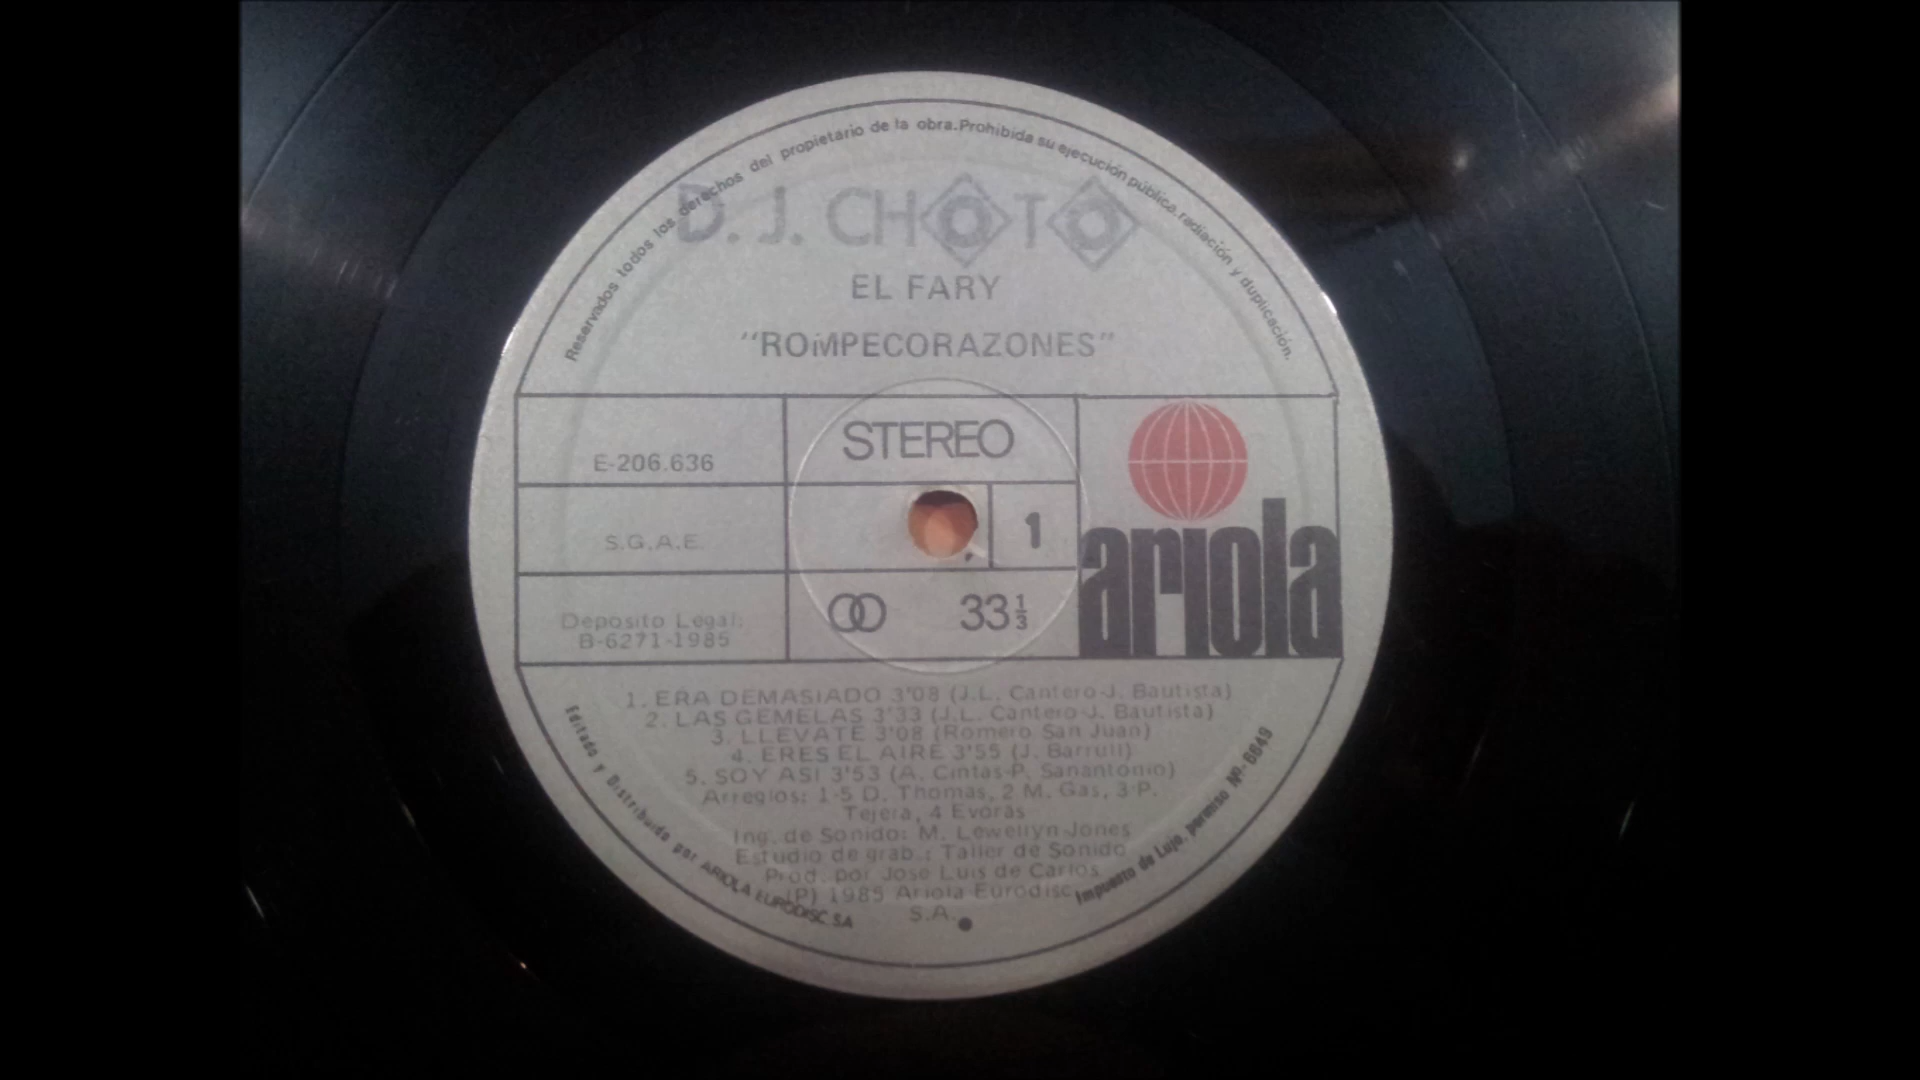 Reservados todos los derechos del propietario de la obra. Prohibida su ejecución pública, radiación y duplicación.
D. J. CHOTO
EL FARY
"ROMPECORAZONES"
E-206.636
STEREO
S.G.A.E.
1
Deposito Legal:
B-6271-1985
33 1/3
ariola
1. ERA DEMASIADO 3'08 (J.L. Cantero-J. Bautista)
2. LAS GEMELAS 3'33 (J.L. Cantero-J. Bautista)
3. LLEVATE 3'08 (Romero San Juan)
4. ERES EL AIRE 3'55 (J. Barrull)
5. SOY ASI 3'53 (A. Cintas-P. Sanantonio)
Arreglos: 1-5 D. Thomas, 2 M. Gas, 3 P.
Tejera, 4 Evoras
Ing. de Sonido: M. Lewellyn-Jones
Estudio de grab.: Taller de Sonido
Prod. por Jose Luis de Carlos
(P) 1985 Ariola Eurodisc
S.A.
Editado y Distribuido por ARIOLA EURODISC SA
Impuesto de Lujo, permiso Nº- 6649